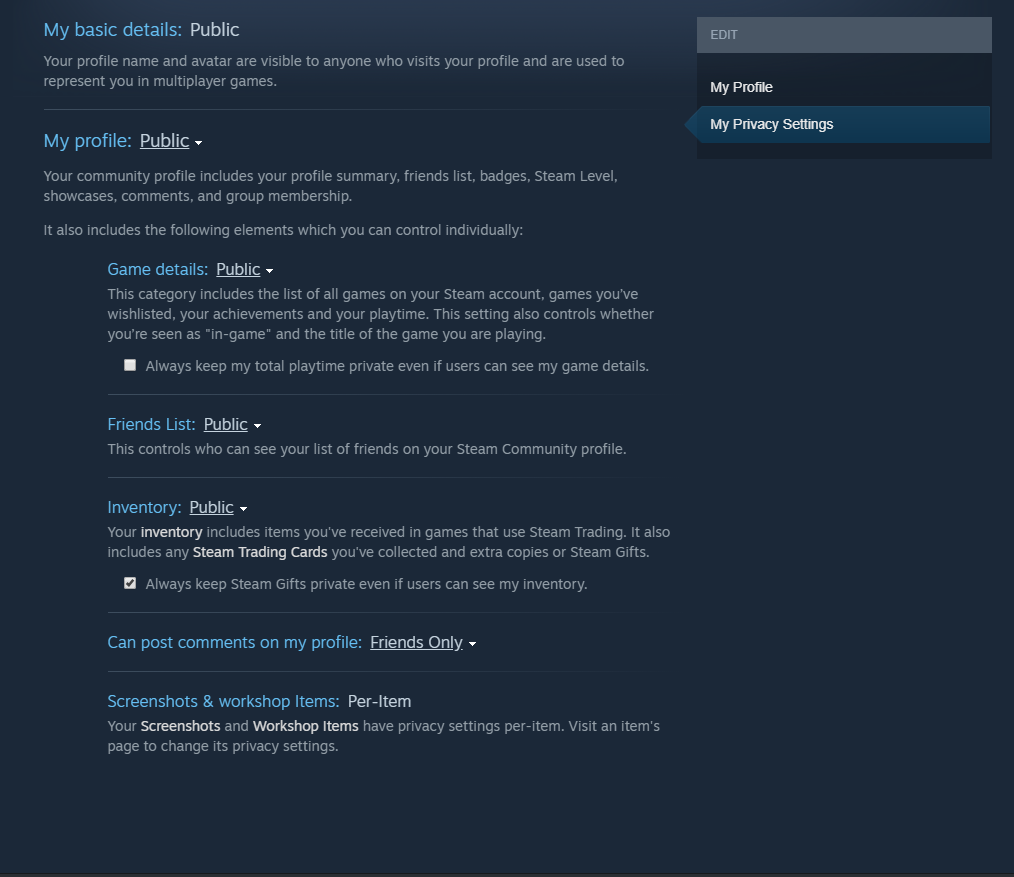 My basic details: Public
Your profile name and avatar are visible to anyone who visits your profile and are used to
represent you in multiplayer games.
My profile: Public
Your community profile includes your profile summary, friends list, badges, Steam Level,
showcases, comments, and group membership.
It also includes the following elements which you can control individually:
Game details: Public
This category includes the list of all games on your Steam account, games you've
wishlisted, your achievements and your playtime. This setting also controls whether
you're seen as "in-game" and the title of the game you are playing.
Always keep my total playtime private even if users can see my game details.
Friends List: Public
This controls who can see your list of friends on your Steam Community profile.
Inventory: Public
Your inventory includes items you've received in games that use Steam Trading. It also
includes any Steam Trading Cards you've collected and extra copies or Steam Gifts.
Always keep Steam Gifts private even if users can see my inventory.
Can post comments on my profile: Friends Only
Screenshots & workshop Items: Per-Item
Your Screenshots and Workshop Items have privacy settings per-item. Visit an item's
page to change its privacy settings.
EDIT
My Profile
My Privacy Settings